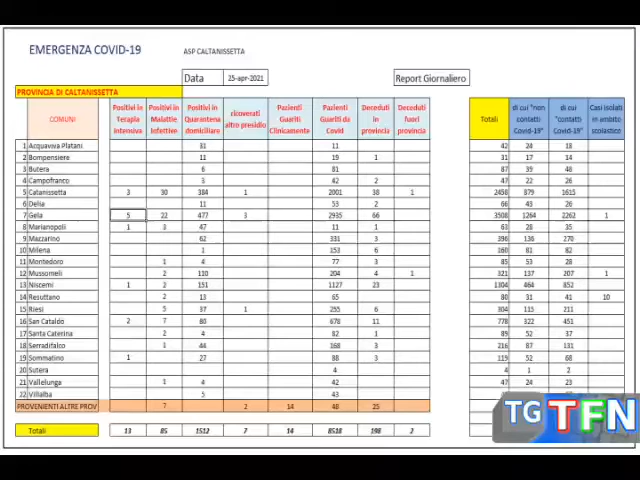 EMERGENZA COVID-19 ASP CALTANISSETTA
Data 25-apr-2021 Report Giornaliero
PROVINCIA DI CALTANISSETTA
COMUNI Positivi in Terapia intensiva Positivi in Malattie Infettive Positivi in Quarantena domiciliare ricoverati altro presidio Pazienti Guariti Clinicamente Pazienti Guariti da Covid Deceduti in provincia Deceduti fuori provincia Totali di cui "non contatti Covid-19" di cui "contatti Covid-19" Casi isolati in ambito scolastico
1 Acquaviva Platani 31 11 42 24 18
2 Bompensiere 11 19 1 31 17 14
3 Butera 6 81 87 39 48
4 Campofranco 3 42 47 22 26
5 Catanissetta 3 30 384 1 2001 38 1 2458 879 1615
6 Delia 11 53 2 66 43 26
7 Gela 5 22 477 3 2935 66 3508 1264 2262 1
8 Marianopoli 1 3 47 11 1 63 28 35
9 Mazzarino 62 331 3 396 136 270
10 Milena 1 153 6 160 81 82
11 Montedoro 1 4 77 3 85 53 28
12 Mussomeli 2 110 204 4 1 321 137 207 1
13 Niscemi 1 2 151 1127 23 1304 464 852
14 Resuttano 2 13 65 80 31 41 10
15 Riesi 5 37 1 255 6 304 115 211
16 San Cataldo 2 7 80 678 11 778 322 451
17 Santa Caterina 2 4 82 1 89 52 37
18 Serradifalco 1 44 168 3 216 87 131
19 Sommatino 1 27 88 3 119 52 68
20 Sutera 4 4 1 2
21 Vallelunga 1 4 42 47 24 23
22 Villalba 5 43
PROVENIENTI ALTRE PROV 7 2 14 25
Totali 13 85 1512 7 14 8518 198 2
TG TFN